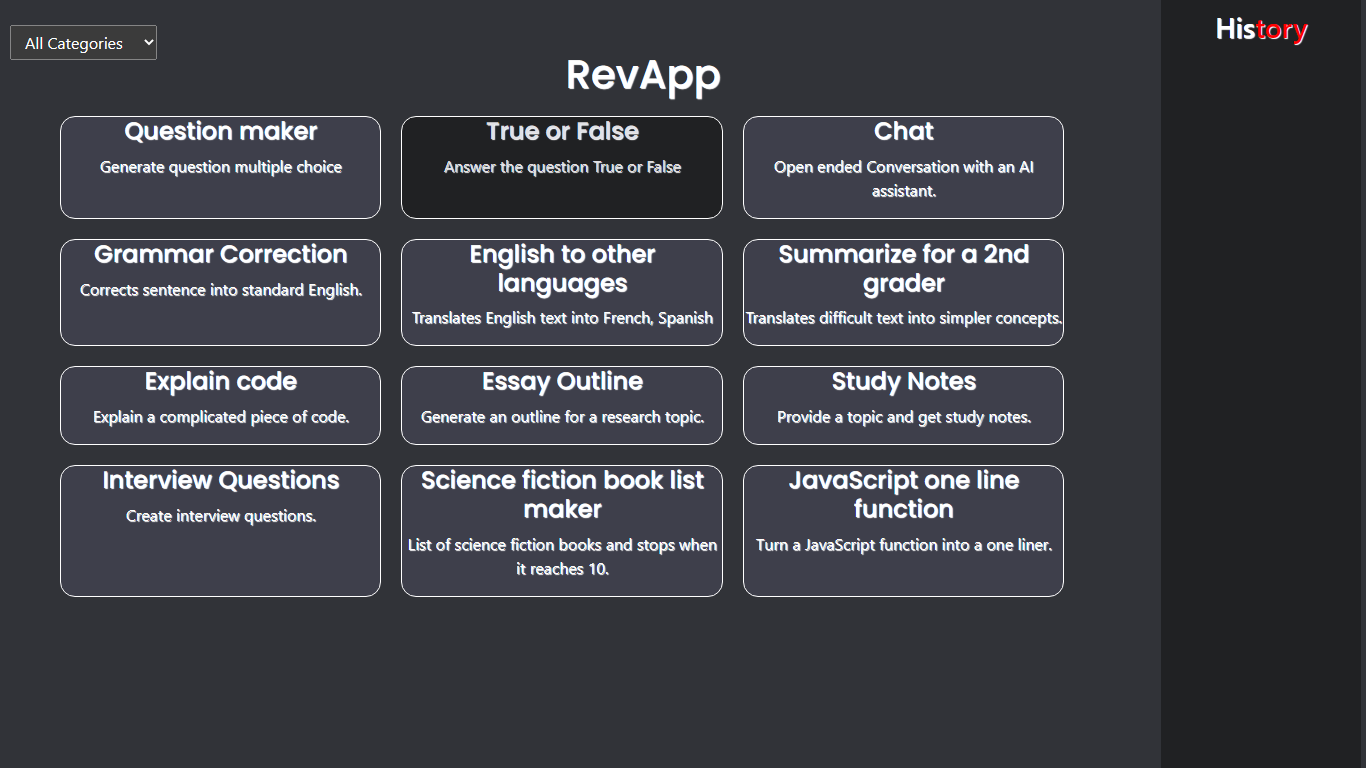 All Categories
History
RevApp
Question maker
Generate question multiple choice
True or False
Answer the question True or False
Chat
Open ended Conversation with an AI
assistant.
Grammar Correction
Corrects sentence into standard English.
English to other
languages
Translates English text into French, Spanish
Summarize for a 2nd
grader
Translates difficult text into simpler concepts.
Explain code
Explain a complicated piece of code.
Essay Outline
Generate an outline for a research topic.
Study Notes
Provide a topic and get study notes.
Interview Questions
Create interview questions.
Science fiction book list
maker
List of science fiction books and stops when
it reaches 10.
JavaScript one line
function
Turn a JavaScript function into a one liner.